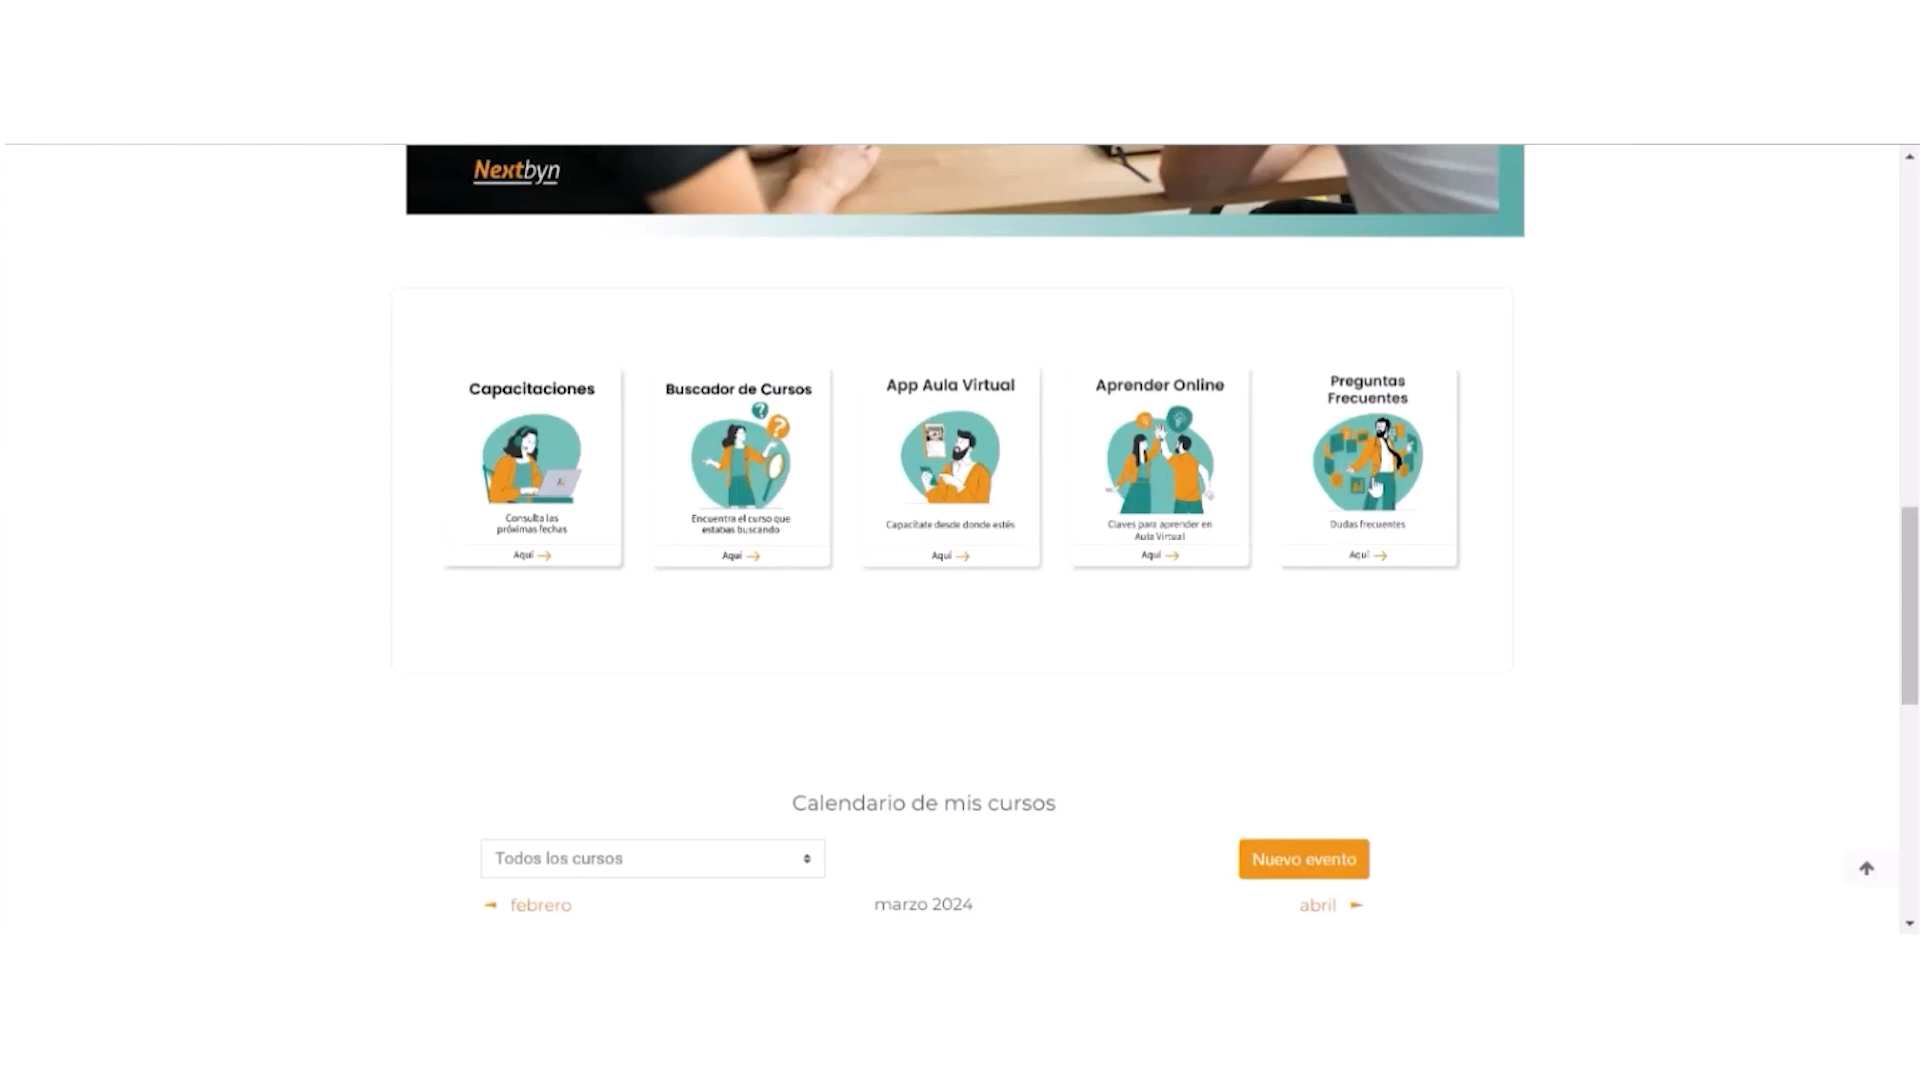 Nextbyn
Capacitaciones
Consulta las
próximas fechas
Aquí
Buscador de Cursos
Encuentra el curso que
estabas buscando
Aquí
App Aula Virtual
Capacítate desde donde estés
Aquí
Aprender Online
Claves para aprender en
Aula Virtual
Aquí
Preguntas
Frecuentes
Dudas frecuentes
Aquí
Calendario de mis cursos
Todos los cursos
Nuevo evento
febrero
marzo 2024
abril